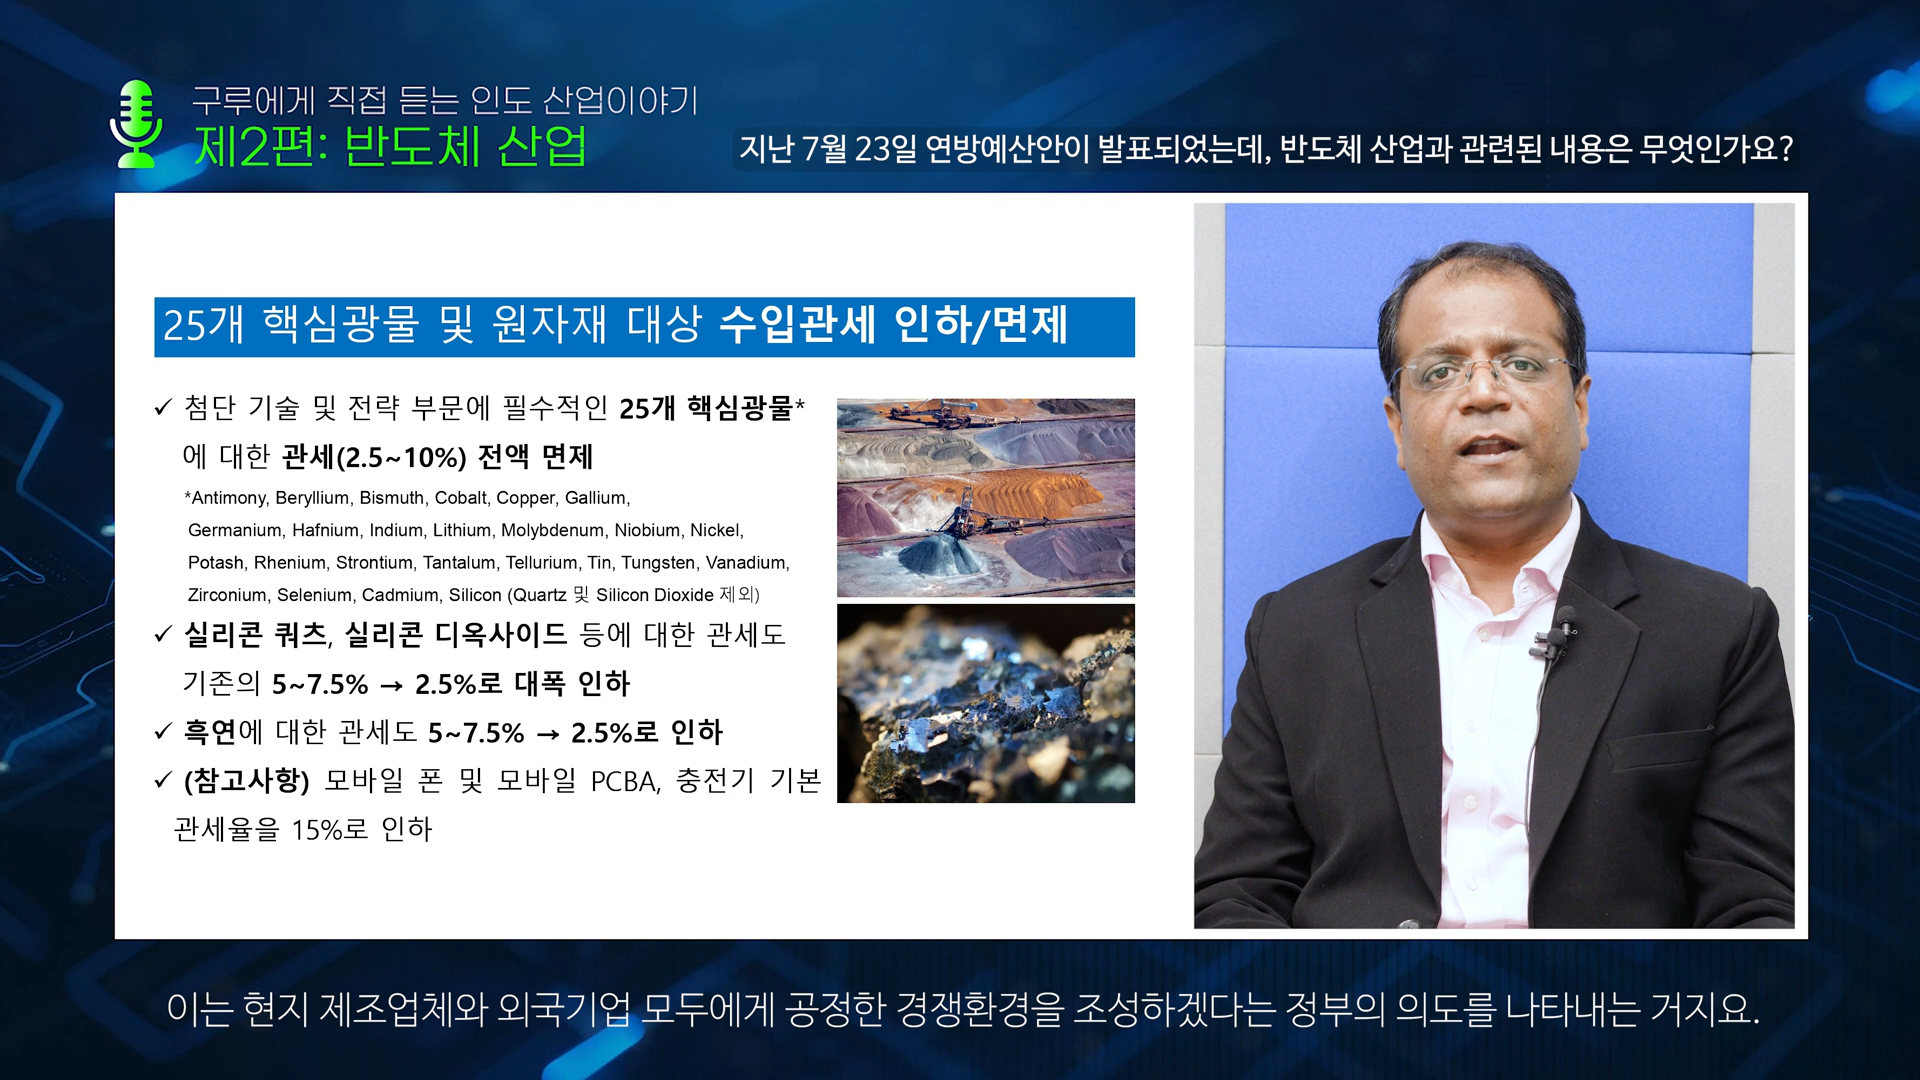 구루에게 직접 듣는 인도 산업이야기
제2편: 반도체 산업
지난 7월 23일 연방예산안이 발표되었는데, 반도체 산업과 관련된 내용은 무엇인가요?
25개 핵심광물 및 원자재 대상 수입관세 인하/면제
✓ 첨단 기술 및 전략 부문에 필수적인 25개 핵심광물*
에 대한 관세(2.5~10%) 전액 면제
*Antimony, Beryllium, Bismuth, Cobalt, Copper, Gallium,
Germanium, Hafnium, Indium, Lithium, Molybdenum, Niobium, Nickel,
Potash, Rhenium, Strontium, Tantalum, Tellurium, Tin, Tungsten, Vanadium,
Zirconium, Selenium, Cadmium, Silicon (Quartz 및 Silicon Dioxide 제외)
✓ 실리콘 쿼츠, 실리콘 디옥사이드 등에 대한 관세도
기존의 5~7.5% → 2.5%로 대폭 인하
✓ 흑연에 대한 관세도 5~7.5% → 2.5%로 인하
✓ (참고사항) 모바일 폰 및 모바일 PCBA, 충전기 기본
관세율을 15%로 인하
이는 현지 제조업체와 외국기업 모두에게 공정한 경쟁환경을 조성하겠다는 정부의 의도를 나타내는 거지요.